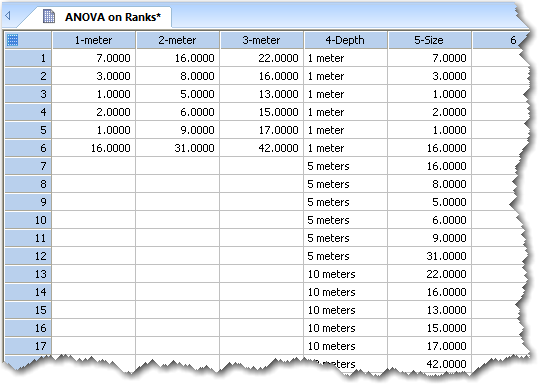 ANOVA on Ranks*
1-meter 2-meter 3-meter 4-Depth 5-Size 6
1 7.0000 16.0000 22.0000 1 meter 7.0000
2 3.0000 8.0000 16.0000 1 meter 3.0000
3 1.0000 5.0000 13.0000 1 meter 1.0000
4 2.0000 6.0000 15.0000 1 meter 2.0000
5 1.0000 9.0000 17.0000 1 meter 1.0000
6 16.0000 31.0000 42.0000 1 meter 16.0000
7 5 meters 16.0000
8 5 meters 8.0000
9 5 meters 5.0000
10 5 meters 6.0000
11 5 meters 9.0000
12 5 meters 31.0000
13 10 meters 22.0000
14 10 meters 16.0000
15 10 meters 13.0000
16 10 meters 15.0000
17 10 meters 17.0000
meters 42.0000